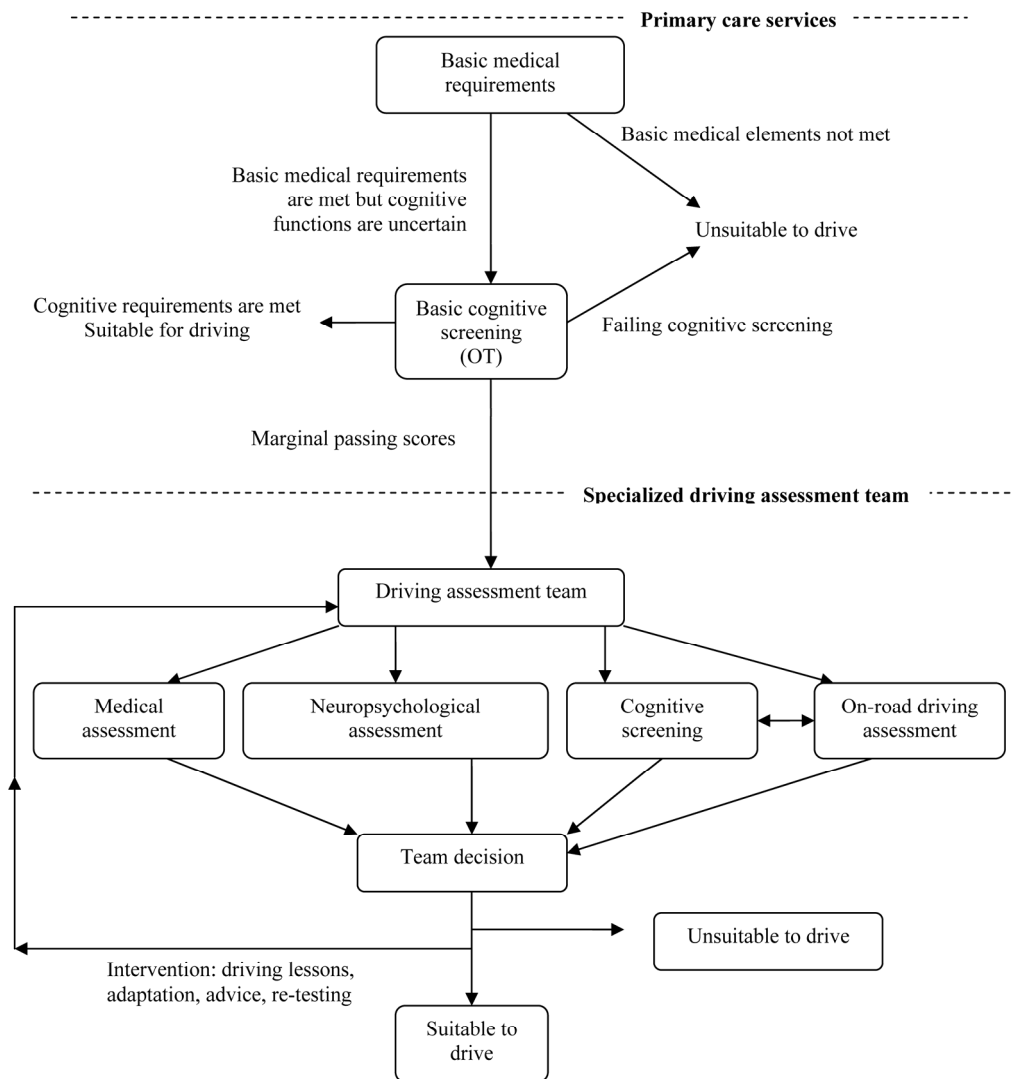 Primary care services
Basic medical
requirements
Basic medical elements not met
Basic medical requirements
are met but cognitive
functions are uncertain
Unsuitable to drive
Cognitive requirements are met
Suitable for driving
Basic cognitive
screening
(OT)
Failing cognitive screening
Marginal passing scores
Specialized driving assessment team
Driving assessment team
Medical
assessment
Neuropsychological
assessment
Cognitive
screening
On-road driving
assessment
Team decision
Unsuitable to drive
Intervention: driving lessons,
adaptation, advice, re-testing
Suitable to
drive